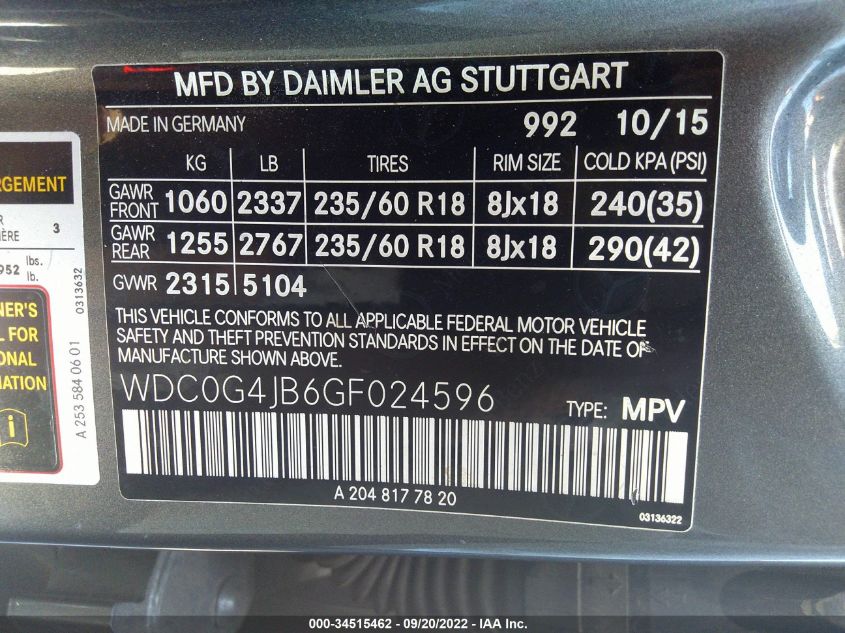 MFD BY DAIMLER AG STUTTGART
MADE IN GERMANY 992 10/15
KG LB TIRES RIM SIZE COLD KPA (PSI)
GAWR FRONT 1060 2337 235/60 R18 8Jx18 240(35)
GAWR REAR 1255 2767 235/60 R18 8Jx18 290(42)
GVWR 2315 5104
THIS VEHICLE CONFORMS TO ALL APPLICABLE FEDERAL MOTOR VEHICLE
SAFETY AND THEFT PREVENTION STANDARDS IN EFFECT ON THE DATE OF
MANUFACTURE SHOWN ABOVE.
WDC0G4JB6GF024596 TYPE: MPV
A 204 817 78 20
03136322
3
952 lbs.
lb.
FOR
i
0313632
A 253 584 06 01
000-34515462 - 09/20/2022 - IAA Inc.